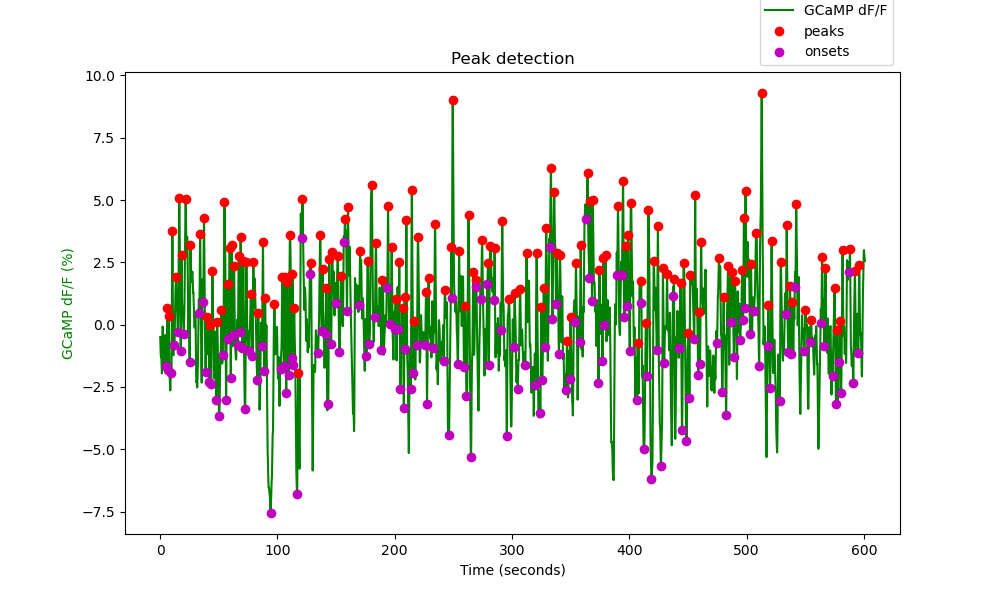 GCaMP dF/F
peaks
onsets
Peak detection
10.0
7.5
5.0
2.5
0.0
−2.5
−5.0
−7.5
GCaMP dF/F (%)
0 100 200 300 400 500 600
Time (seconds)